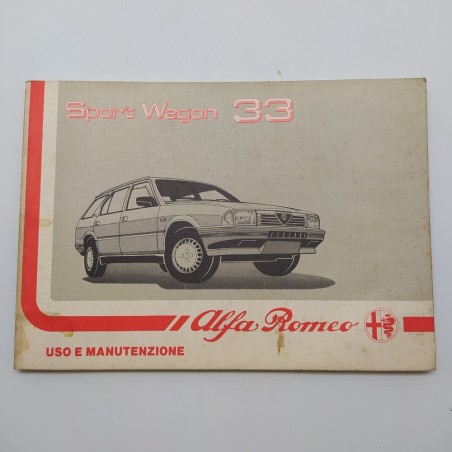 Sport Wagon 33
Alfa Romeo
USO E MANUTENZIONE